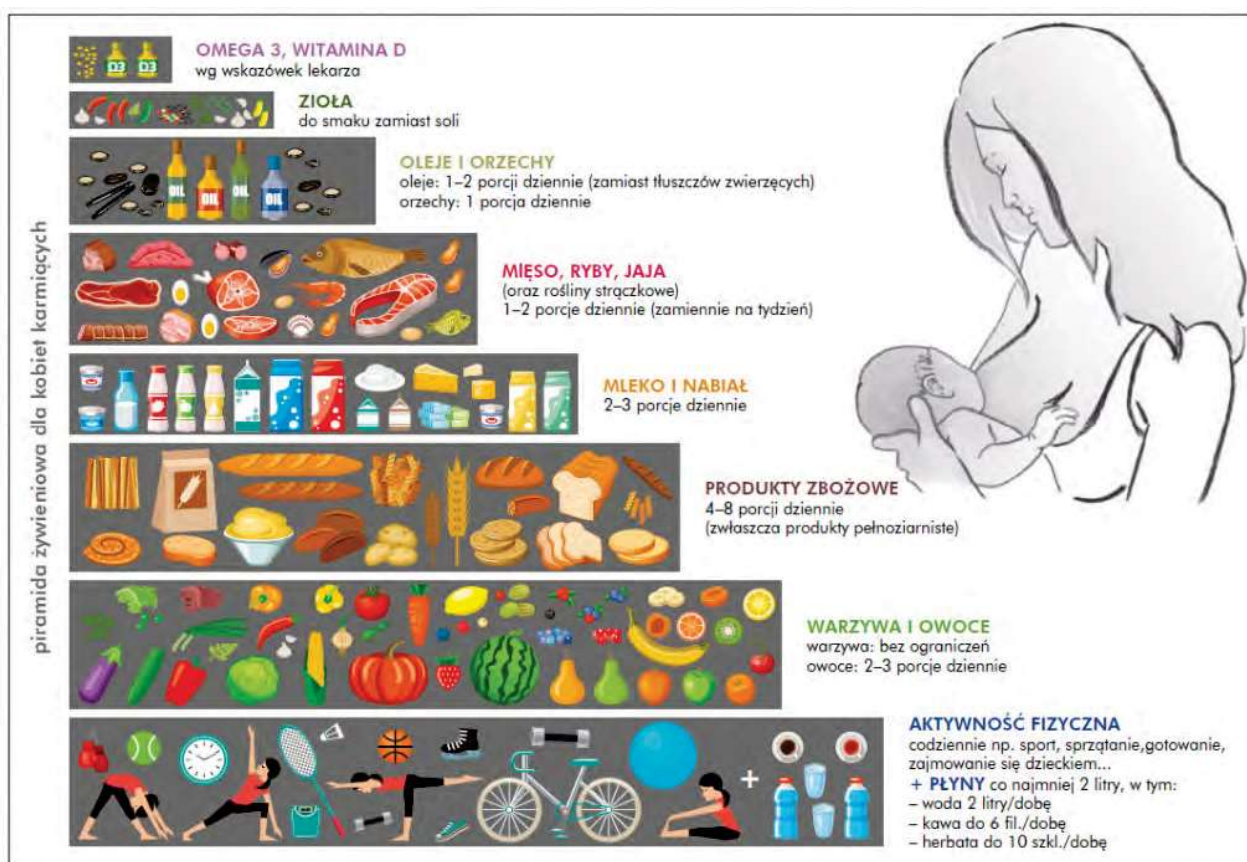 piramida żywieniowa dla kobiet karmiących
D3
D3
OMEGA 3, WITAMINA D
wg wskazówek lekarza
ZIOŁA
do smaku zamiast soli
OIL
OIL
OIL
OIL
OLEJE I ORZECHY
oleje: 1–2 porcji dziennie (zamiast tłuszczów zwierzęcych)
orzechy: 1 porcja dziennie
MIĘSO, RYBY, JAJA
(oraz rośliny strączkowe)
1–2 porcje dziennie (zamiennie na tydzień)
MLEKO I NABIAŁ
2–3 porcje dziennie
PRODUKTY ZBOŻOWE
4–8 porcji dziennie
(zwłaszcza produkty pełnoziarniste)
WARZYWA I OWOCE
warzywa: bez ograniczeń
owoce: 2–3 porcje dziennie
+
AKTYWNOŚĆ FIZYCZNA
codziennie np. sport, sprzątanie,gotowanie,
zajmowanie się dzieckiem...
+ PŁYNY co najmniej 2 litry, w tym:
– woda 2 litry/dobę
– kawa do 6 fil./dobę
– herbata do 10 szkl./dobę